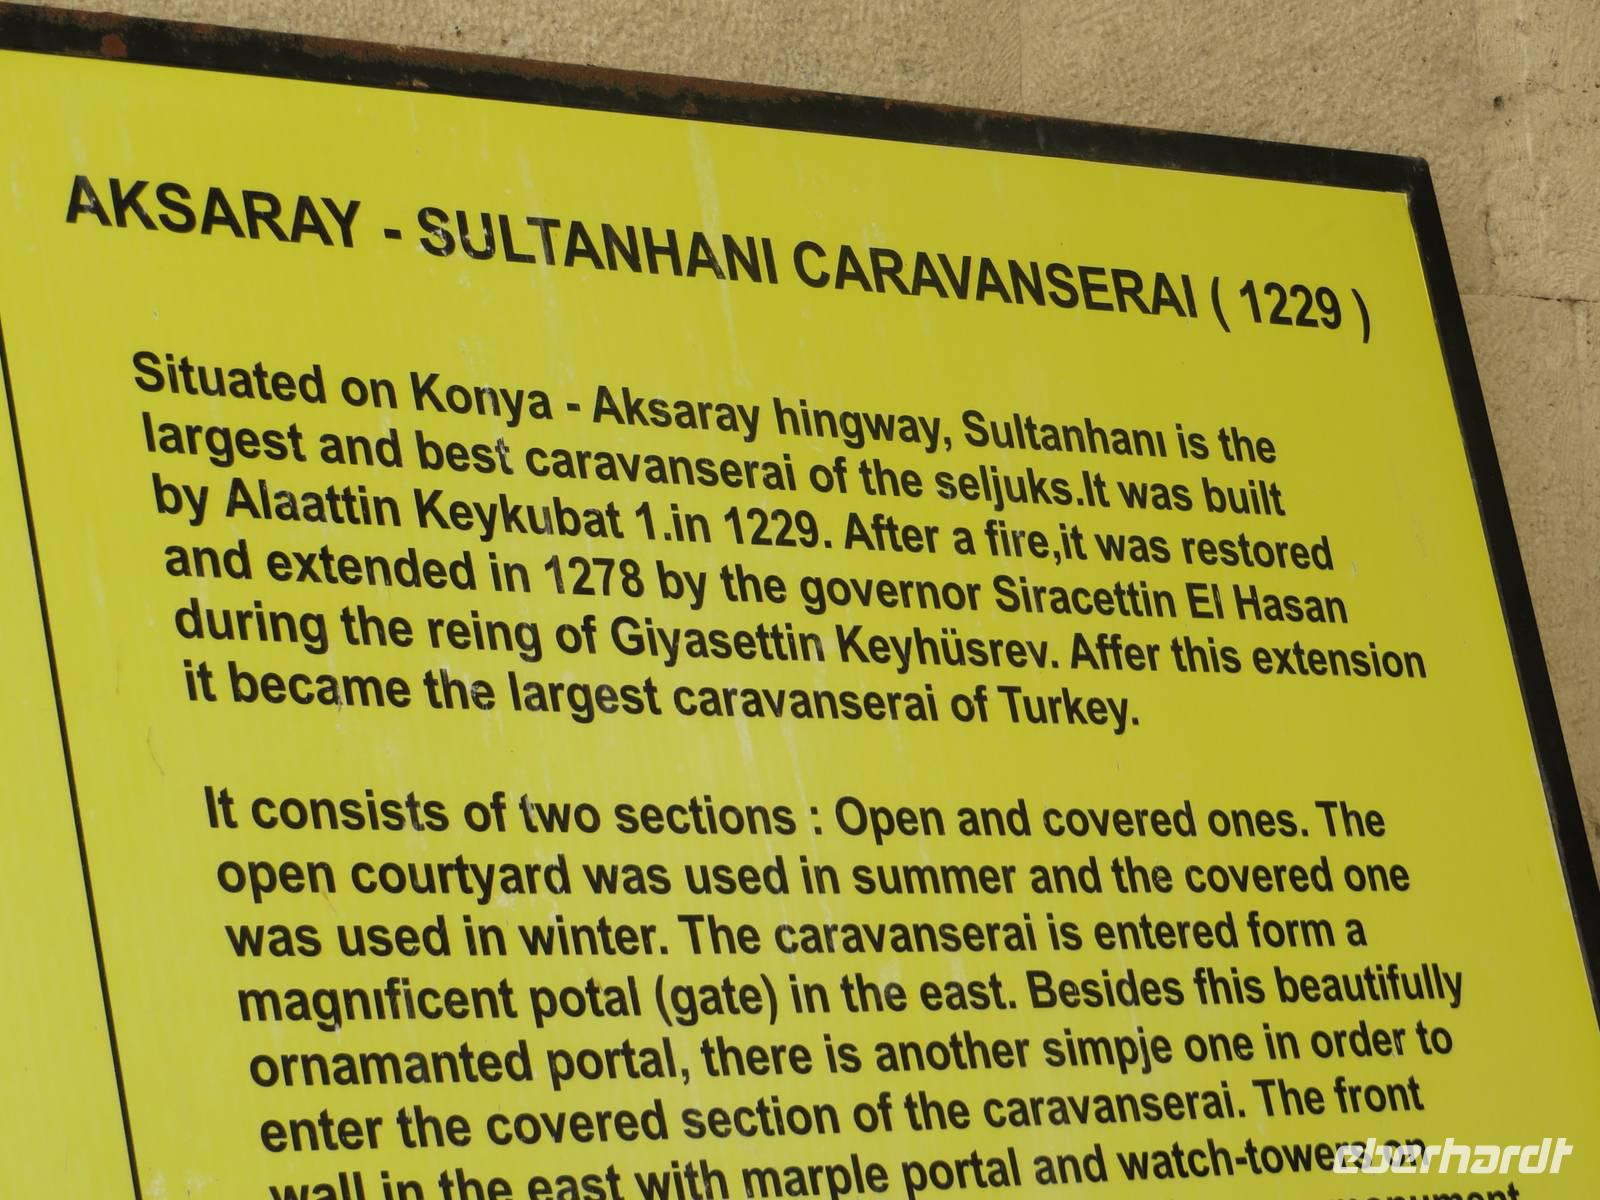 AKSARAY - SULTANHANI CARAVANSERAI ( 1229 )
Situated on Konya - Aksaray hingway, Sultanhanı is the
largest and best caravanserai of the seljuks.It was built
by Alaattin Keykubat 1.in 1229. After a fire,it was restored
and extended in 1278 by the governor Siracettin El Hasan
during the reing of Giyasettin Keyhüsrev. Affer this extension
it became the largest caravanserai of Turkey.
It consists of two sections : Open and covered ones. The
open courtyard was used in summer and the covered one
was used in winter. The caravanserai is entered form a
magnıficent potal (gate) in the east. Besides fhis beautifully
ornamanted portal, there is another simpje one in order to
enter the covered section of the caravanserai. The front
wall in the east with marple portal and watch-towers on
monument
eberhardt